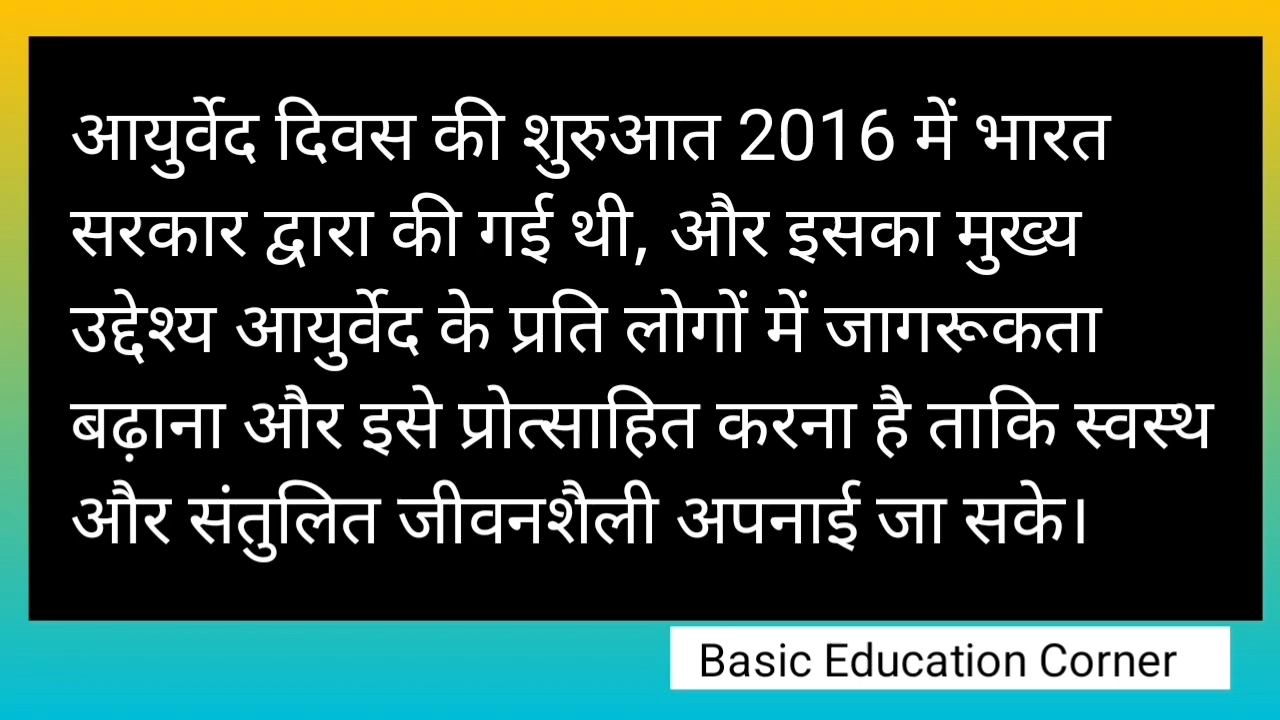 आयुर्वेद दिवस की शुरुआत 2016 में भारत
सरकार द्वारा की गई थी, और इसका मुख्य
उद्देश्य आयुर्वेद के प्रति लोगों में जागरूकता
बढ़ाना और इसे प्रोत्साहित करना है ताकि स्वस्थ
और संतुलित जीवनशैली अपनाई जा सके।
Basic Education Corner